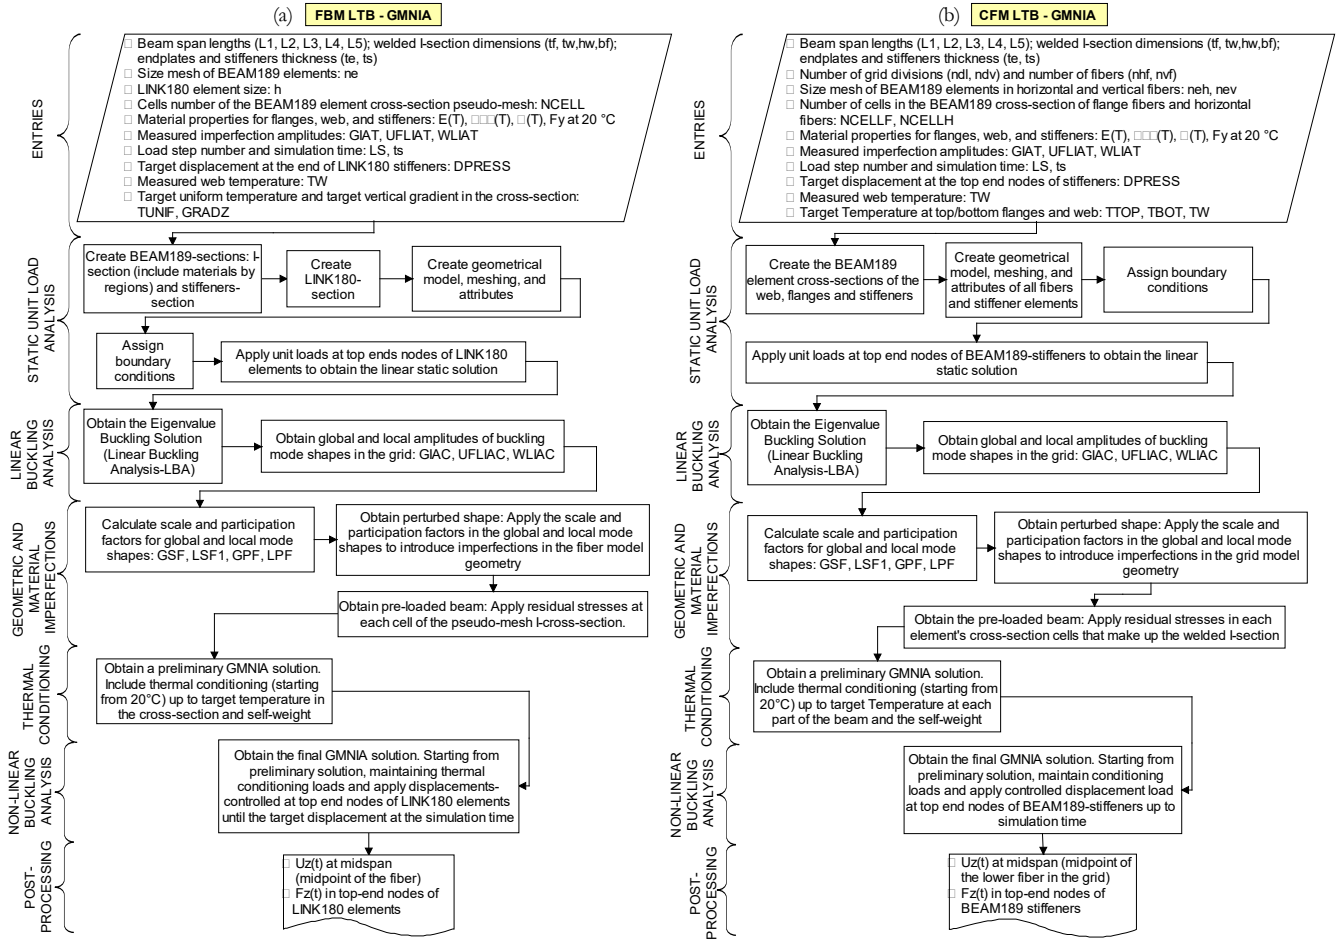 (a) FBM LTB - GMNIA
ENTRIES
□ Beam span lengths (L1, L2, L3, L4, L5); welded I-section dimensions (tf, tw,hw,bf);
endplates and stiffeners thickness (te, ts)
□ Size mesh of BEAM189 elements: ne
□ LINK180 element size: h
□ Cells number of the BEAM189 element cross-section pseudo-mesh: NCELL
□ Material properties for flanges, web, and stiffeners: E(T), □□□(T), □(T), Fy at 20 °C
□ Measured imperfection amplitudes: GIAT, UFLIAT, WLIAT
□ Load step number and simulation time: LS, ts
□ Target displacement at the end of LINK180 stiffeners: DPRESS
□ Measured web temperature: TW
□ Target uniform temperature and target vertical gradient in the cross-section:
TUNIF, GRADZ
STATIC UNIT LOAD
ANALYSIS
Create BEAM189-sections: I-
section (include materials by
regions) and stiffeners-
section
Create
LINK180-
section
Create geometrical
model, meshing, and
attributes
Assign
boundary
conditions
Apply unit loads at top ends nodes of LINK180
elements to obtain the linear static solution
LINEAR
BUCKLING
ANALYSIS
Obtain the Eigenvalue
Buckling Solution
(Linear Buckling
Analysis-LBA)
Obtain global and local amplitudes of buckling
mode shapes in the grid: GIAC, UFLIAC, WLIAC
GEOMETRIC AND
MATERIAL
IMPERFECTIONS
Calculate scale and participation
factors for global and local mode
shapes: GSF, LSF1, GPF, LPF
Obtain perturbed shape: Apply the scale and
participation factors in the global and local mode
shapes to introduce imperfections in the fiber model
geometry
Obtain pre-loaded beam: Apply residual stresses at
each cell of the pseudo-mesh I-cross-section.
THERMAL
CONDITIONING
Obtain a preliminary GMNIA solution.
Include thermal conditioning (starting
from 20°C) up to target temperature in
the cross-section and self-weight
NON-LINEAR
BUCKLING
ANALYSIS
Obtain the final GMNIA solution. Starting from
preliminary solution, maintaining thermal
conditioning loads and apply displacements-
controlled at top end nodes of LINK180 elements
until the target displacement at the simulation time
POST-
PROCESSING
□ Uz(t) at midspan
(midpoint of the fiber)
□ Fz(t) in top-end nodes of
LINK180 elements
(b) CFM LTB - GMNIA
ENTRIES
□ Beam span lengths (L1, L2, L3, L4, L5); welded I-section dimensions (tf, tw,hw,bf);
endplates and stiffeners thickness (te, ts)
□ Number of grid divisions (ndl, ndv) and number of fibers (nhf, nvf)
□ Size mesh of BEAM189 elements in horizontal and vertical fibers: neh, nev
□ Number of cells in the BEAM189 cross-section of flange fibers and horizontal
fibers: NCELLF, NCELLH
□ Material properties for flanges, web, and stiffeners: E(T), □□□(T), □(T), Fy at 20 °C
□ Measured imperfection amplitudes: GIAT, UFLIAT, WLIAT
□ Load step number and simulation time: LS, ts
□ Target displacement at the top end nodes of stiffeners: DPRESS
□ Measured web temperature: TW
□ Target Temperature at top/bottom flanges and web: TTOP, TBOT, TW
STATIC UNIT LOAD
ANALYSIS
Create the BEAM189
element cross-sections of the
web, flanges and stiffeners
Create geometrical
model, meshing, and
attributes of all fibers
and stiffener elements
Assign boundary
conditions
Apply unit loads at top end nodes of BEAM189-stiffeners to obtain the linear
static solution
LINEAR
BUCKLING
ANALYSIS
Obtain the Eigenvalue
Buckling Solution
(Linear Buckling
Analysis-LBA)
Obtain global and local amplitudes of buckling
mode shapes in the grid: GIAC, UFLIAC, WLIAC
GEOMETRIC AND
MATERIAL
IMPERFECTIONS
Calculate scale and participation
factors for global and local mode
shapes: GSF, LSF1, GPF, LPF
Obtain perturbed shape: Apply the scale and
participation factors in the global and local mode
shapes to introduce imperfections in the grid model
geometry
Obtain the pre-loaded beam: Apply residual stresses in each
element's cross-section cells that make up the welded I-section
THERMAL
CONDITIONING
Obtain a preliminary GMNIA solution.
Include thermal conditioning (starting from
20°C) up to target Temperature at each
part of the beam and the self-weight
NON-LINEAR
BUCKLING
ANALYSIS
Obtain the final GMNIA solution. Starting from
preliminary solution, maintain conditioning
loads and apply controlled displacement load
at top end nodes of BEAM189-stiffeners up to
simulation time
POST-
PROCESSING
□ Uz(t) at midspan (midpoint of
the lower fiber in the grid)
□ Fz(t) in top-end nodes of
BEAM189 stiffeners